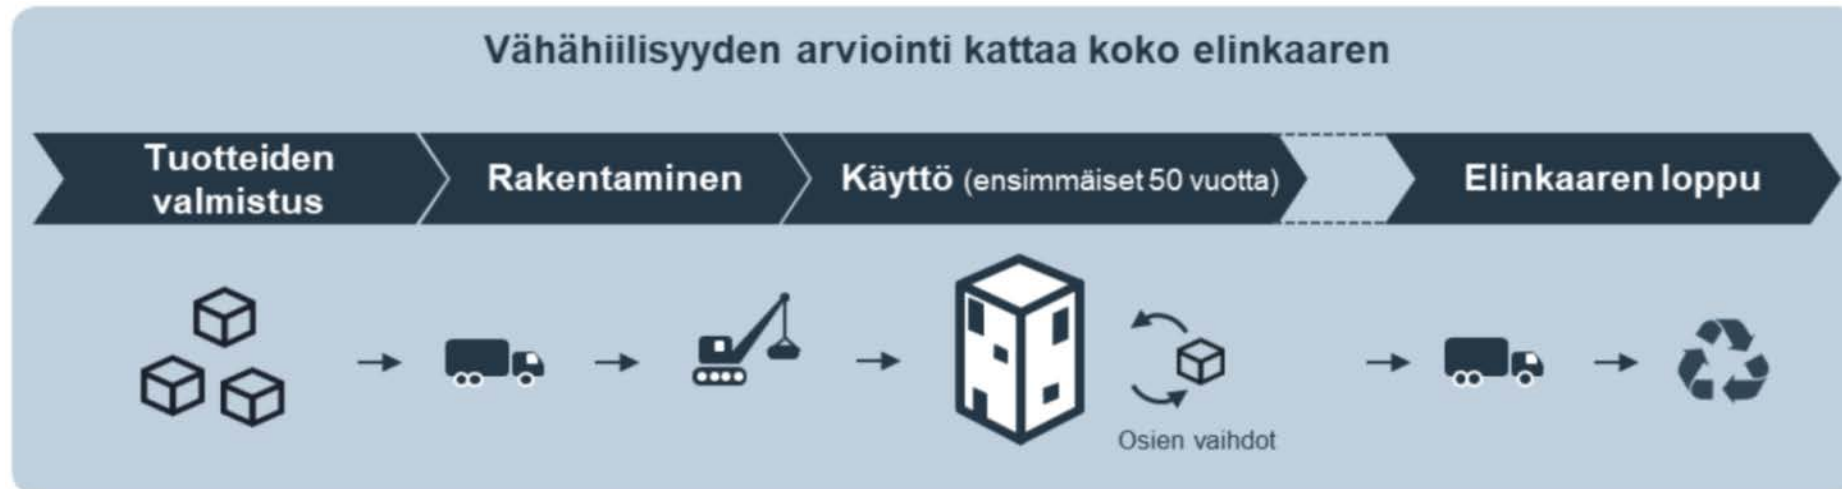 Vähähiilisyyden arviointi kattaa koko elinkaaren
Tuotteiden
valmistus
Rakentaminen
Käyttö (ensimmäiset 50 vuotta)
Elinkaaren loppu
Osien vaihdot